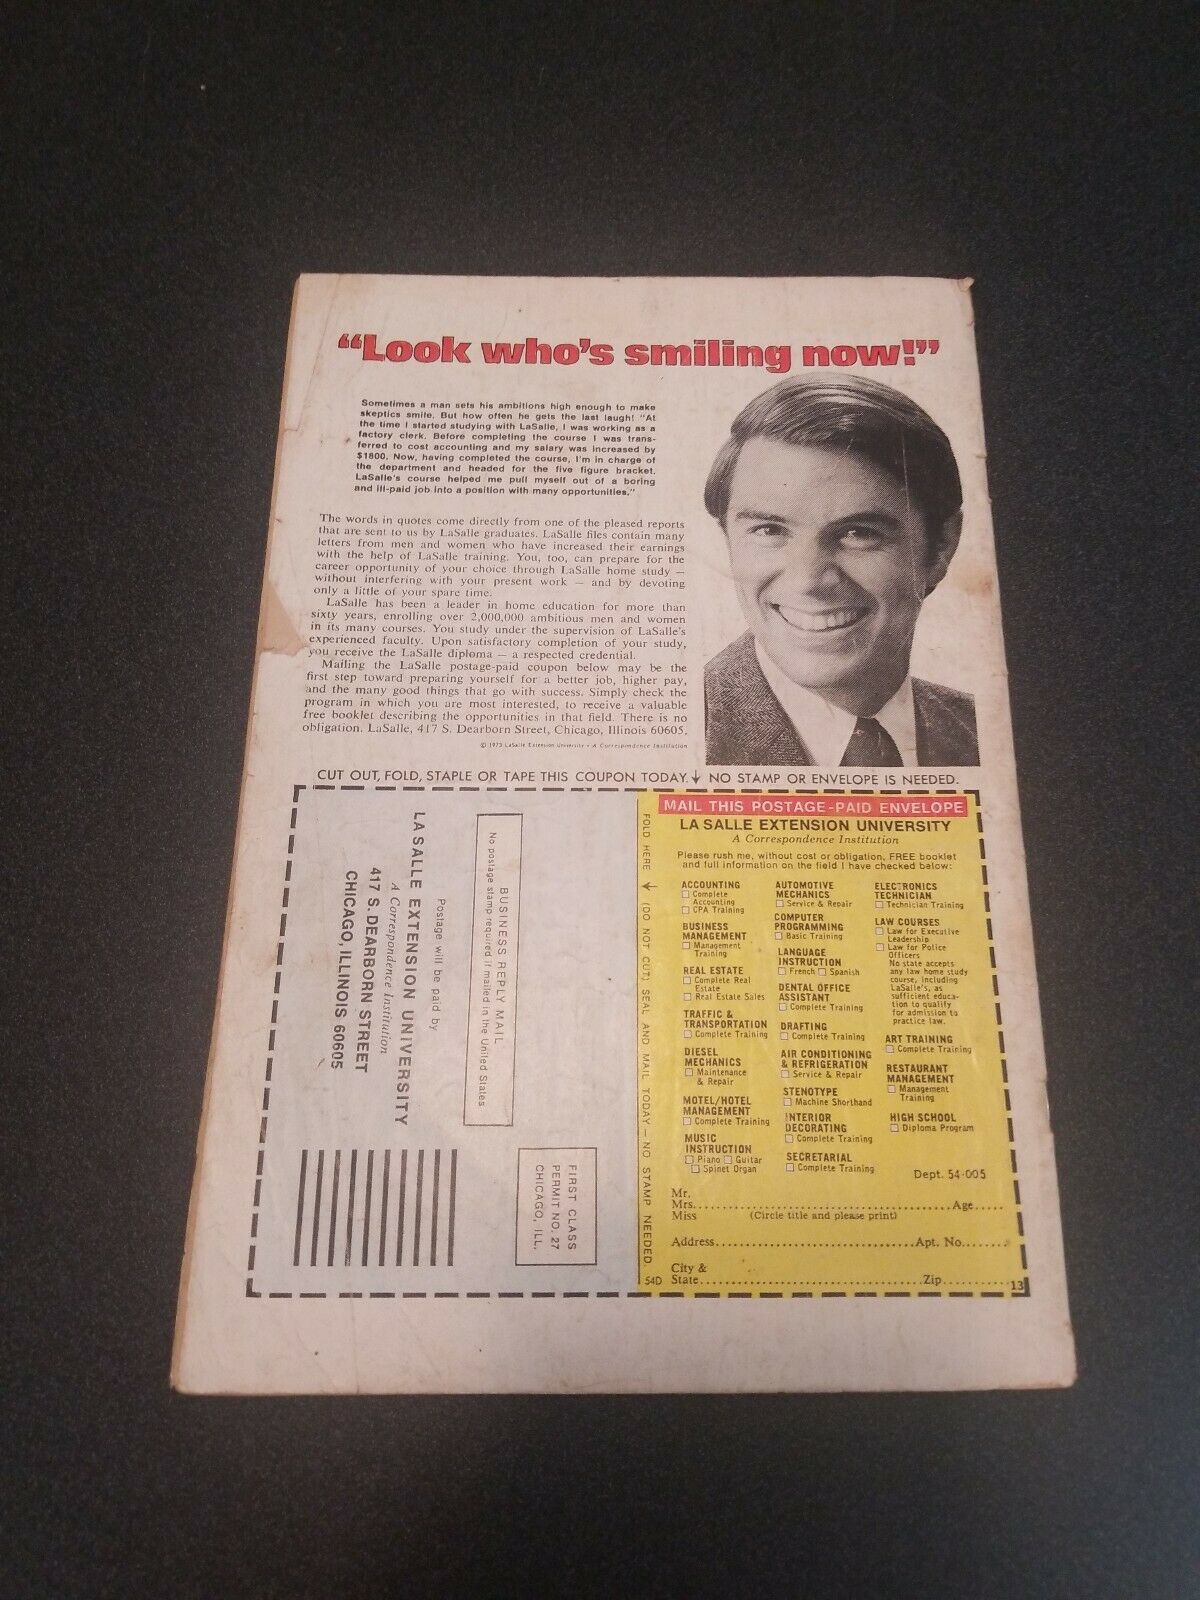 “Look who's smiling now!”
Sometimes a man sets his ambitions high enough to make
skeptics smile. But how often he gets the last laugh! "At
the time I started studying with LaSalle, I was working as a
factory clerk. Before completing the course I was trans-
ferred to cost accounting and my salary was increased by
$1800. Now, having completed the course, I'm in charge of
the department and headed for the five figure bracket.
LaSalle's course helped me pull myself out of a boring
and ill-paid job into a position with many opportunities."
The words in quotes come directly from one of the pleased reports
that are sent to us by LaSalle graduates. LaSalle files contain many
letters from men and women who have increased their earnings
with the help of LaSalle training. You, too, can prepare for the
career opportunity of your choice through LaSalle home study —
without interfering with your present work — and by devoting
only a little of your spare time.
LaSalle has been a leader in home education for more than
sixty years, enrolling over 2,000,000 ambitious men and women
in its many courses. You study under the supervision of LaSalle's
experienced faculty. Upon satisfactory completion of your study,
you receive the LaSalle diploma — a respected credential.
Mailing the LaSalle postage-paid coupon below may be the
first step toward preparing yourself for a better job, higher pay,
and the many good things that go with success. Simply check the
program in which you are most interested, to receive a valuable
free booklet describing the opportunities in that field. There is no
obligation. LaSalle, 417 S. Dearborn Street, Chicago, Illinois 60605.
© 1973 LaSalle Extension University • A Correspondence Institution
CUT OUT, FOLD, STAPLE OR TAPE THIS COUPON TODAY. NO STAMP OR ENVELOPE IS NEEDED.
FIRST CLASS
PERMIT NO. 27
CHICAGO, ILL.
BUSINESS REPLY MAIL
No postage stamp required if mailed in the United States
Postage will be paid by
LA SALLE EXTENSION UNIVERSITY
A Correspondence Institution
417 S. DEARBORN STREET
CHICAGO, ILLINOIS 60605
FOLD HERE (DO NOT CUT) SEAL AND MAIL TODAY — NO STAMP NEEDED.
54D
MAIL THIS POSTAGE-PAID ENVELOPE
LA SALLE EXTENSION UNIVERSITY
A Correspondence Institution
Please rush me, without cost or obligation, FREE booklet
and full information on the field I have checked below:
ACCOUNTING
Complete
Accounting
CPA Training
BUSINESS
MANAGEMENT
Management
Training
REAL ESTATE
Complete Real
Estate
Real Estate Sales
TRAFFIC &
TRANSPORTATION
Complete Training
DIESEL
MECHANICS
Maintenance
& Repair
MOTEL/HOTEL
MANAGEMENT
Complete Training
MUSIC
INSTRUCTION
Piano Guitar
Spinet Organ
AUTOMOTIVE
MECHANICS
Service & Repair
COMPUTER
PROGRAMMING
Basic Training
LANGUAGE
INSTRUCTION
French Spanish
DENTAL OFFICE
ASSISTANT
Complete Training
DRAFTING
Complete Training
AIR CONDITIONING
& REFRIGERATION
Service & Repair
STENOTYPE
Machine Shorthand
INTERIOR
DECORATING
Complete Training
SECRETARIAL
Complete Training
ELECTRONICS
TECHNICIAN
Technician Training
LAW COURSES
Law for Executive
Leadership
Law for Police
Officers
No state accepts
any law home study
course, including
LaSalle's, as
sufficient educa-
tion to qualify
for admission to
practice law.
ART TRAINING
Complete Training
RESTAURANT
MANAGEMENT
Management
Training
HIGH SCHOOL
Diploma Program
Dept. 54-005
Mr.
Mrs. Age
Miss (Circle title and please print)
Address Apt. No.
City &
State Zip
13